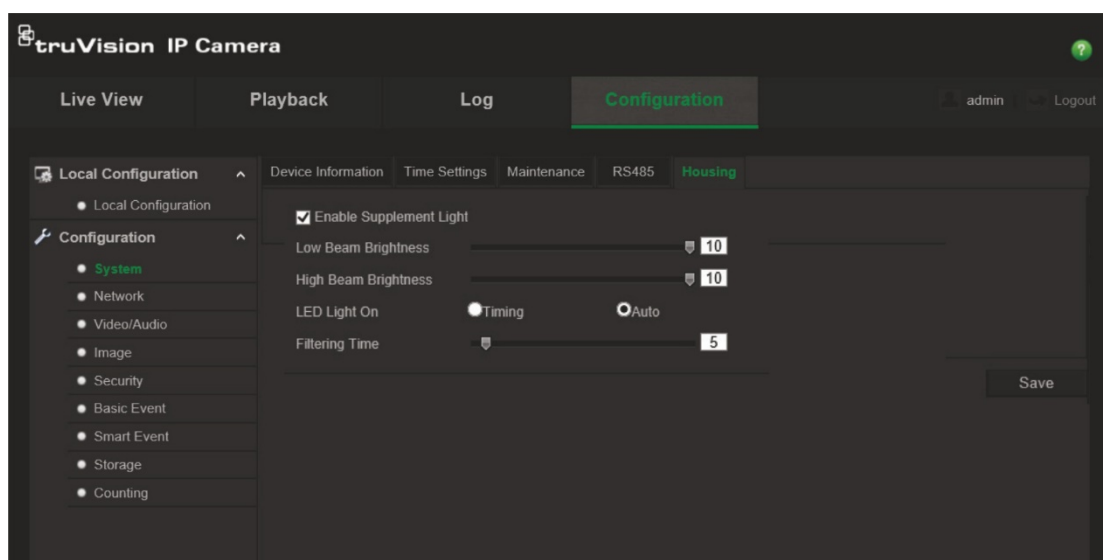 truVision IP Camera
?
Live View
Playback
Log
Configuration
admin
Logout
Local Configuration
Local Configuration
Configuration
System
Network
Video/Audio
Image
Security
Basic Event
Smart Event
Storage
Counting
Device Information
Time Settings
Maintenance
RS485
Housing
Enable Supplement Light
Low Beam Brightness 10
High Beam Brightness 10
LED Light On Timing Auto
Filtering Time 5
Save